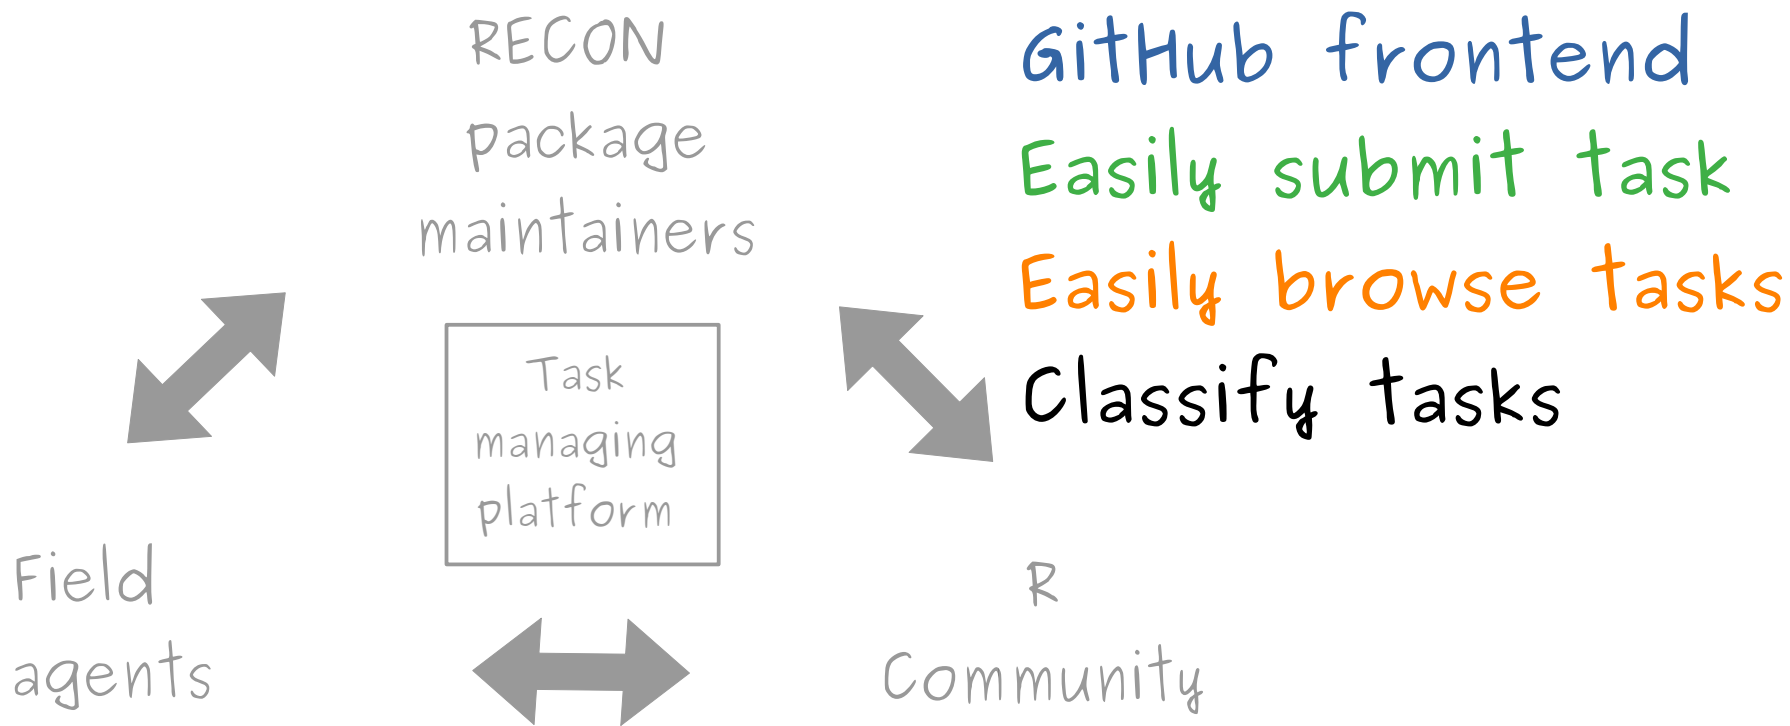 RECON
package
maintainers
GitHub frontend
Easily submit task
Easily browse tasks
Classify tasks
Task
managing
platform
Field
agents
R
Community